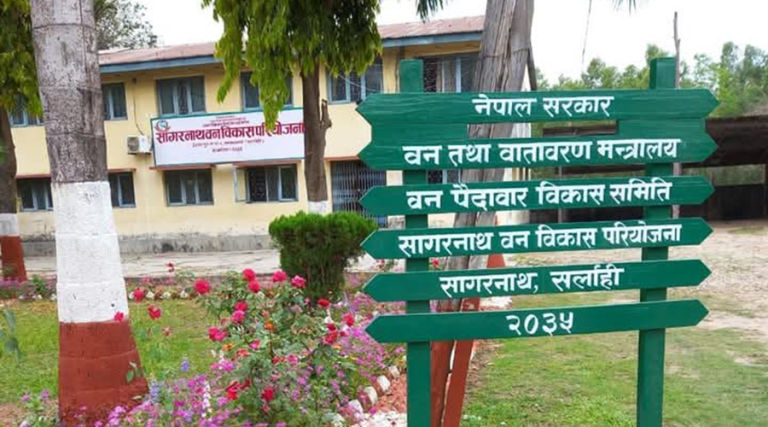 नेपाल सरकार
वन तथा वातावरण मन्त्रालय
वन पैदावार विकास समिति
सागरनाथ वन विकास परियोजना
सागरनाथ, सर्लाही
२०३५
सागरनाथ वन विकास परियोजना